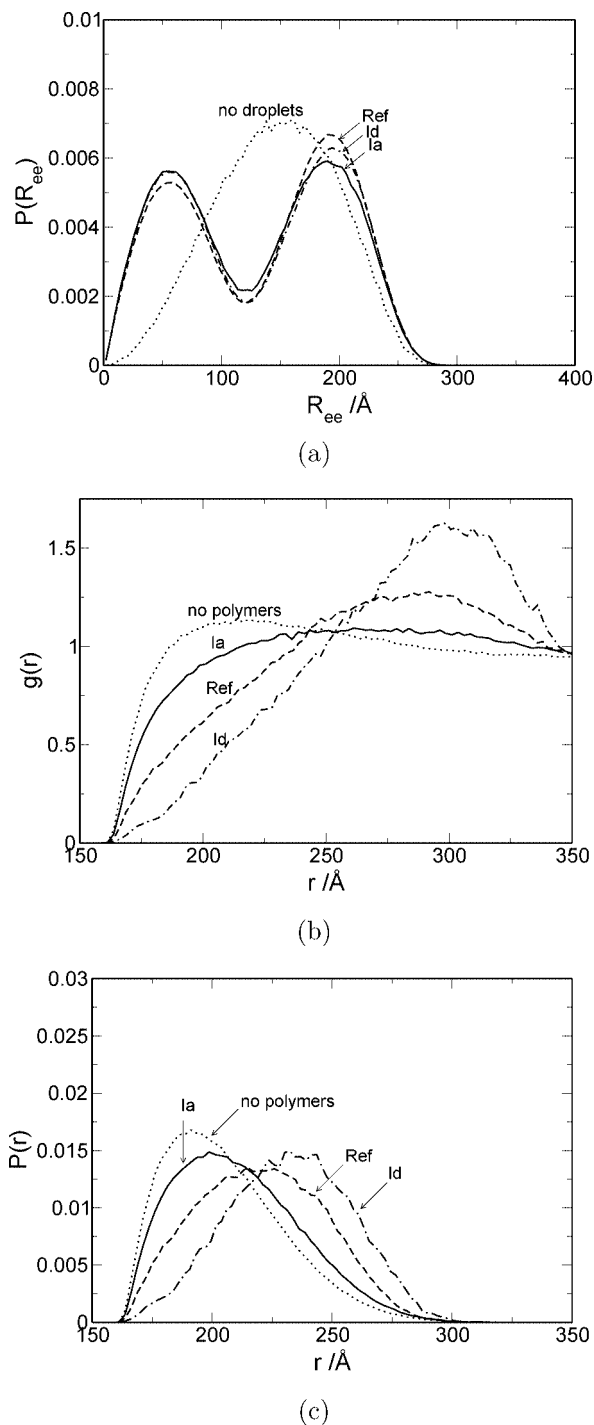 0.01
0.008
0.006
0.004
0.002
0
P(R_ee)
no droplets
Ref
Id
Ia
0 100 200 300 400
R_ee /Å
(a)
1.5
1
0.5
0
g(r)
no polymers
Ia
Ref
Id
150 200 250 300 350
r /Å
(b)
0.03
0.025
0.02
0.015
0.01
0.005
0
P(r)
Ia
no polymers
Ref
Id
150 200 250 300 350
r /Å
(c)